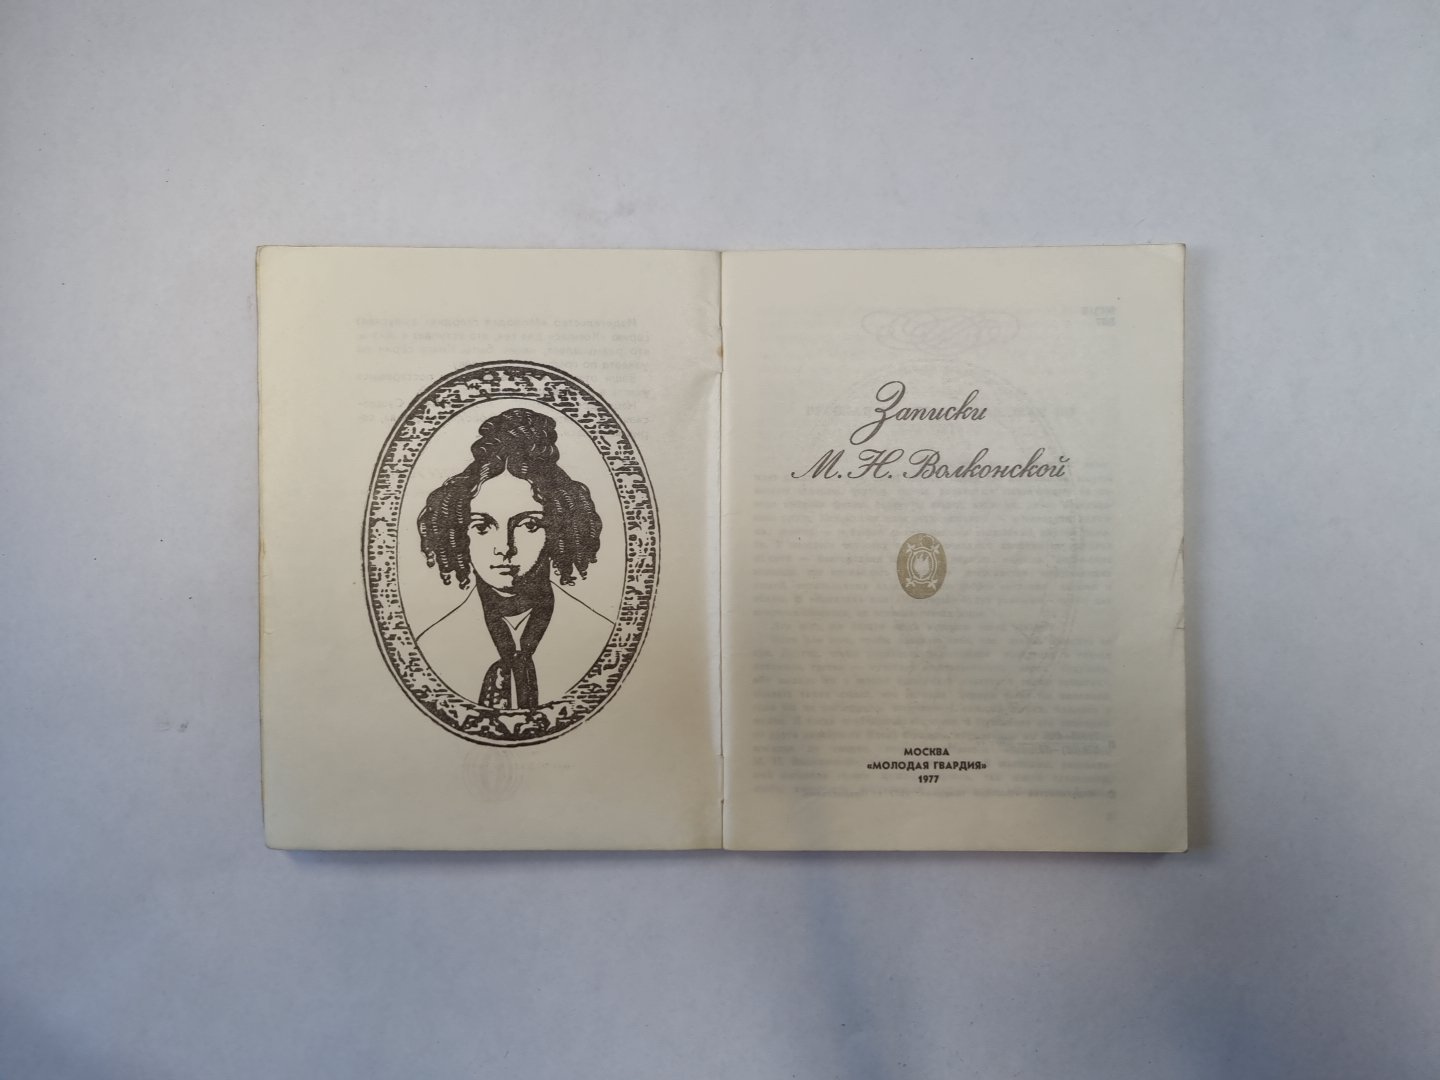 Записки
М. Н. Волконской
МОСКВА
«МОЛОДАЯ ГВАРДИЯ»
1977